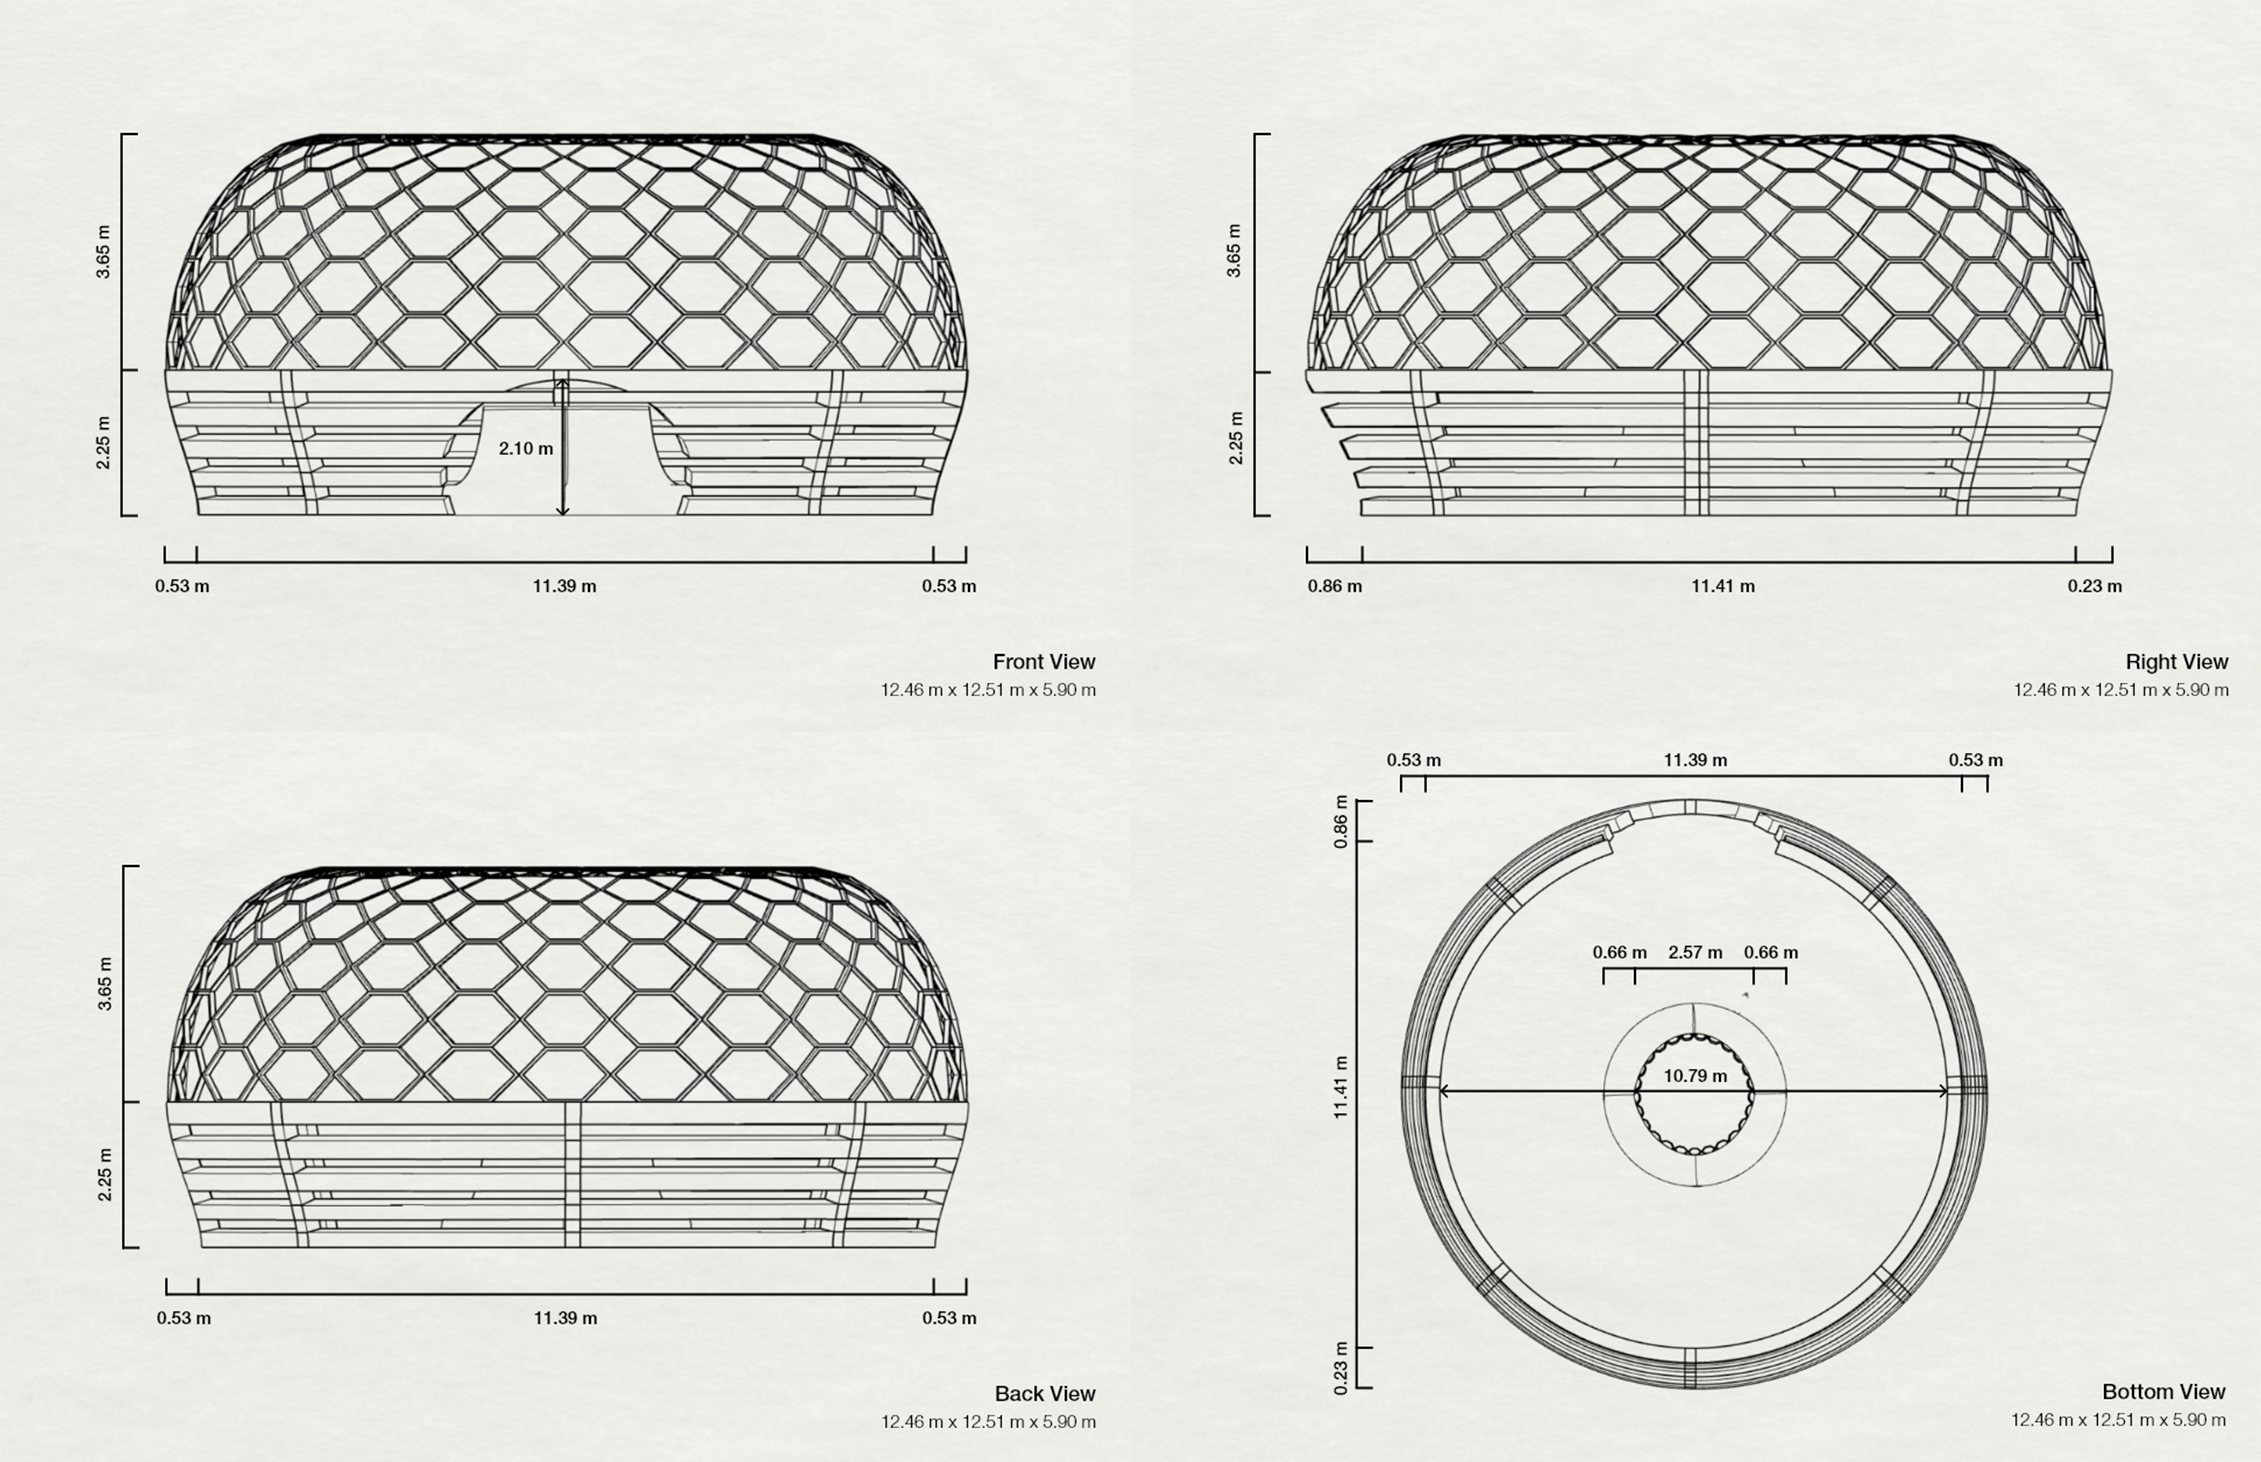 3.65 m
2.25 m
2.10 m
0.53 m
11.39 m
0.53 m
Front View
12.46 m x 12.51 m x 5.90 m
3.65 m
2.25 m
0.86 m
11.41 m
0.23 m
Right View
12.46 m x 12.51 m x 5.90 m
3.65 m
2.25 m
0.53 m
11.39 m
0.53 m
Back View
12.46 m x 12.51 m x 5.90 m
0.53 m
11.39 m
0.53 m
0.86 m
11.41 m
0.23 m
0.66 m
2.57 m
0.66 m
10.79 m
Bottom View
12.46 m x 12.51 m x 5.90 m